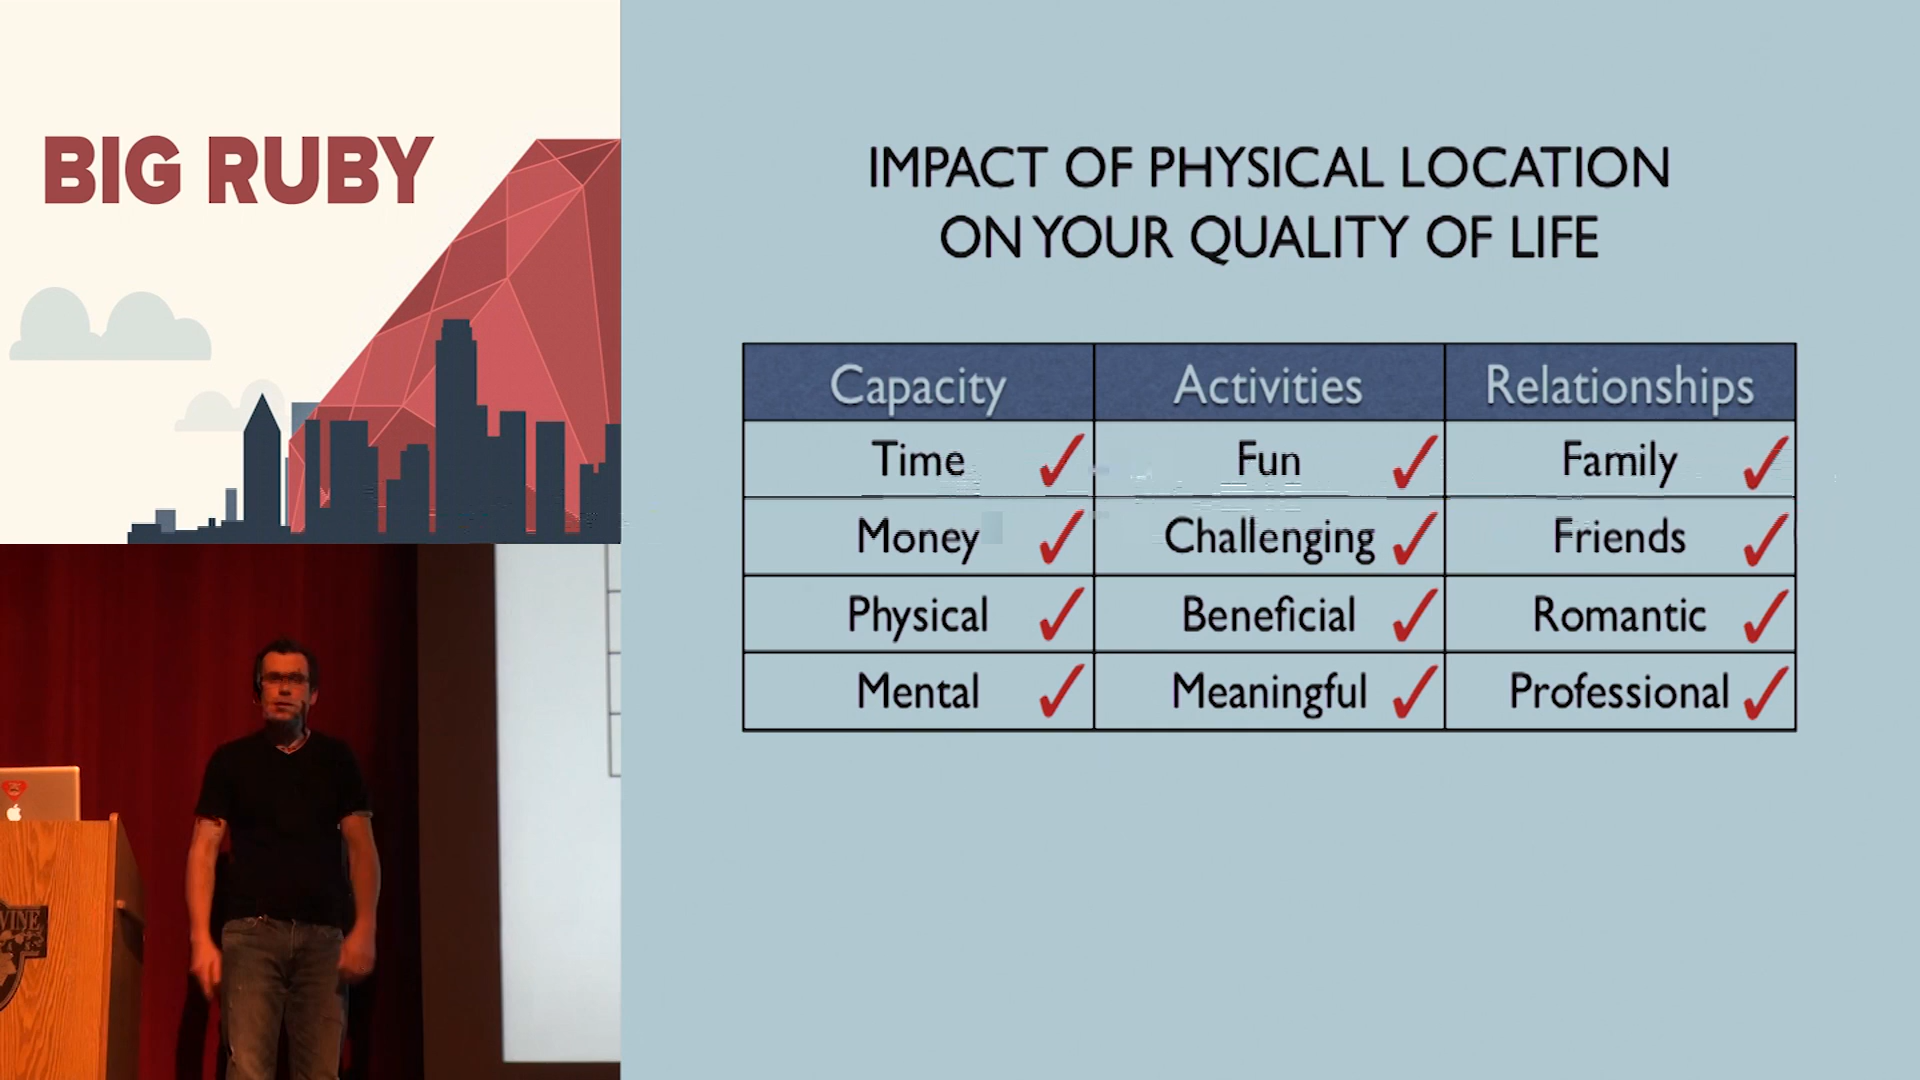 BIG RUBY
IMPACT OF PHYSICAL LOCATION
ON YOUR QUALITY OF LIFE
Capacity Activities Relationships
Time ✓ Fun ✓ Family ✓
Money ✓ Challenging ✓ Friends ✓
Physical ✓ Beneficial ✓ Romantic ✓
Mental ✓ Meaningful ✓ Professional ✓
VINE